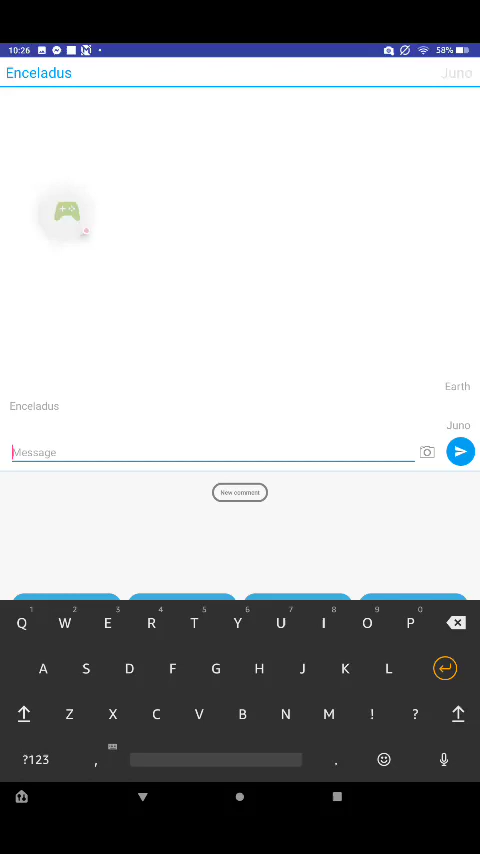 10:26
58%
Enceladus
Juno
Earth
Enceladus
Juno
Message
New comment
1 2 3 4 5 6 7 8 9 0
Q W E R T Y U I O P
A S D F G H J K L
Z X C V B N M ! ?
?123 , .